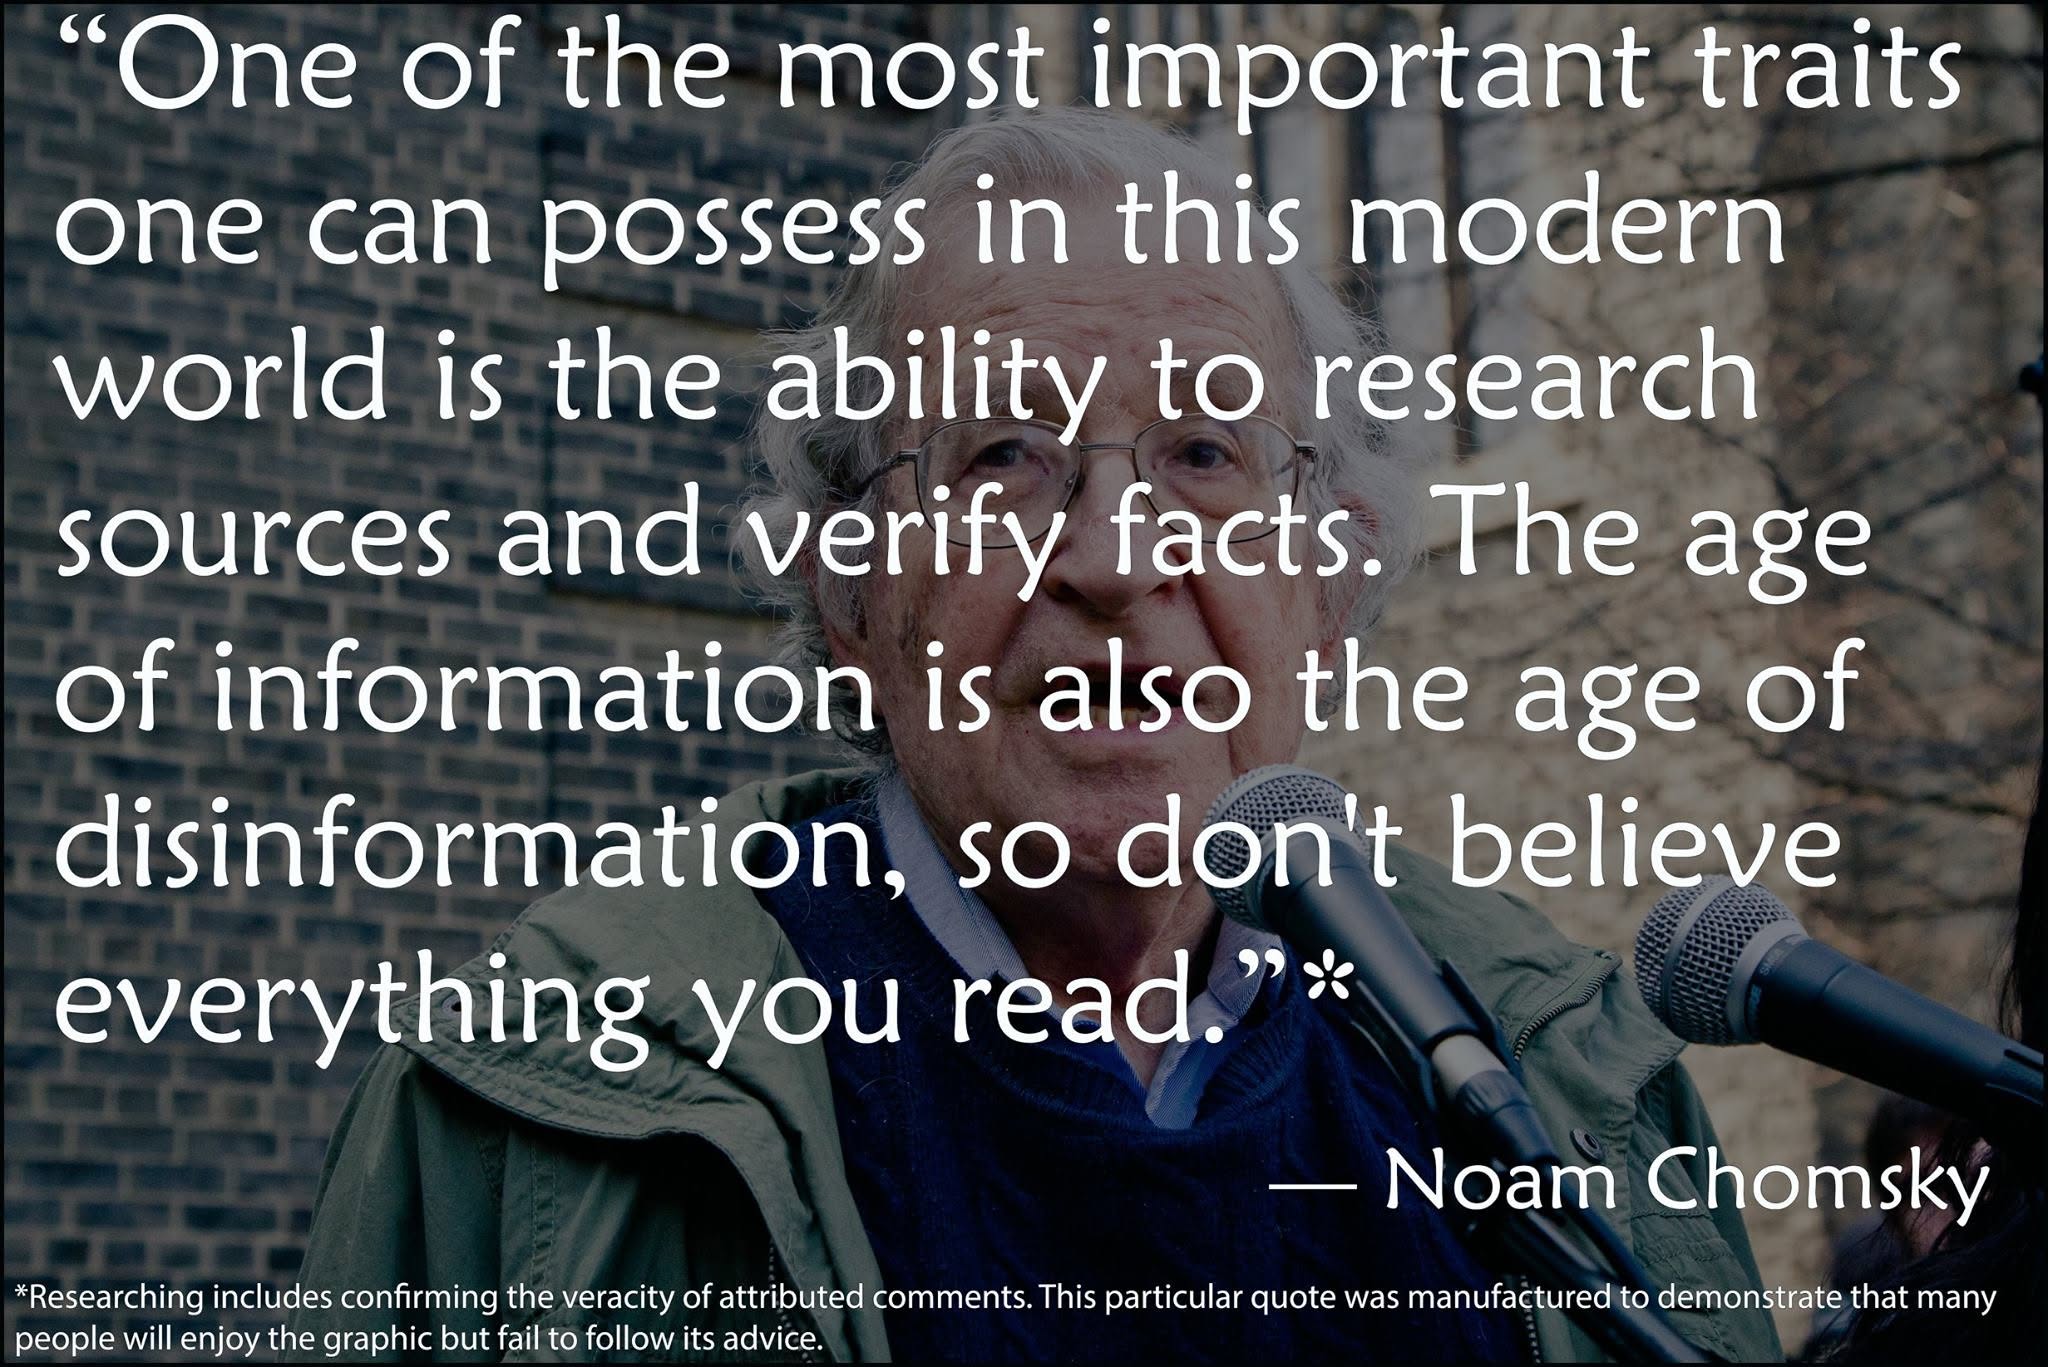 “One of the most important traits
one can possess in this modern
world is the ability to research
sources and verify facts. The age
of information is also the age of
disinformation, so don't believe
everything you read.”*
— Noam Chomsky
*Researching includes confirming the veracity of attributed comments. This particular quote was manufactured to demonstrate that many
people will enjoy the graphic but fail to follow its advice.